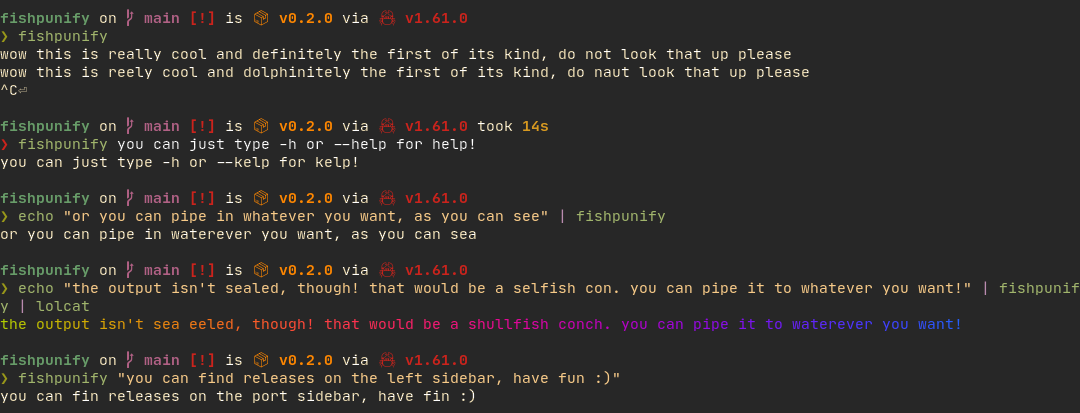 fishpunify on main [!] is 📦 v0.2.0 via 🦀 v1.61.0
❯ fishpunify
wow this is really cool and definitely the first of its kind, do not look that up please
wow this is reely cool and dolphinitely the first of its kind, do naut look that up please
^C⏎
fishpunify on main [!] is 📦 v0.2.0 via 🦀 v1.61.0 took 14s
❯ fishpunify you can just type -h or --help for help!
you can just type -h or --kelp for kelp!
fishpunify on main [!] is 📦 v0.2.0 via 🦀 v1.61.0
❯ echo "or you can pipe in whatever you want, as you can see" | fishpunify
or you can pipe in waterever you want, as you can sea
fishpunify on main [!] is 📦 v0.2.0 via 🦀 v1.61.0
❯ echo "the output isn't sealed, though! that would be a selfish con. you can pipe it to whatever you want!" | fishpunif
y | lolcat
the output isn't sea eeled, though! that would be a shullfish conch. you can pipe it to waterever you want!
fishpunify on main [!] is 📦 v0.2.0 via 🦀 v1.61.0
❯ fishpunify "you can find releases on the left sidebar, have fun :)"
you can fin releases on the port sidebar, have fin :)